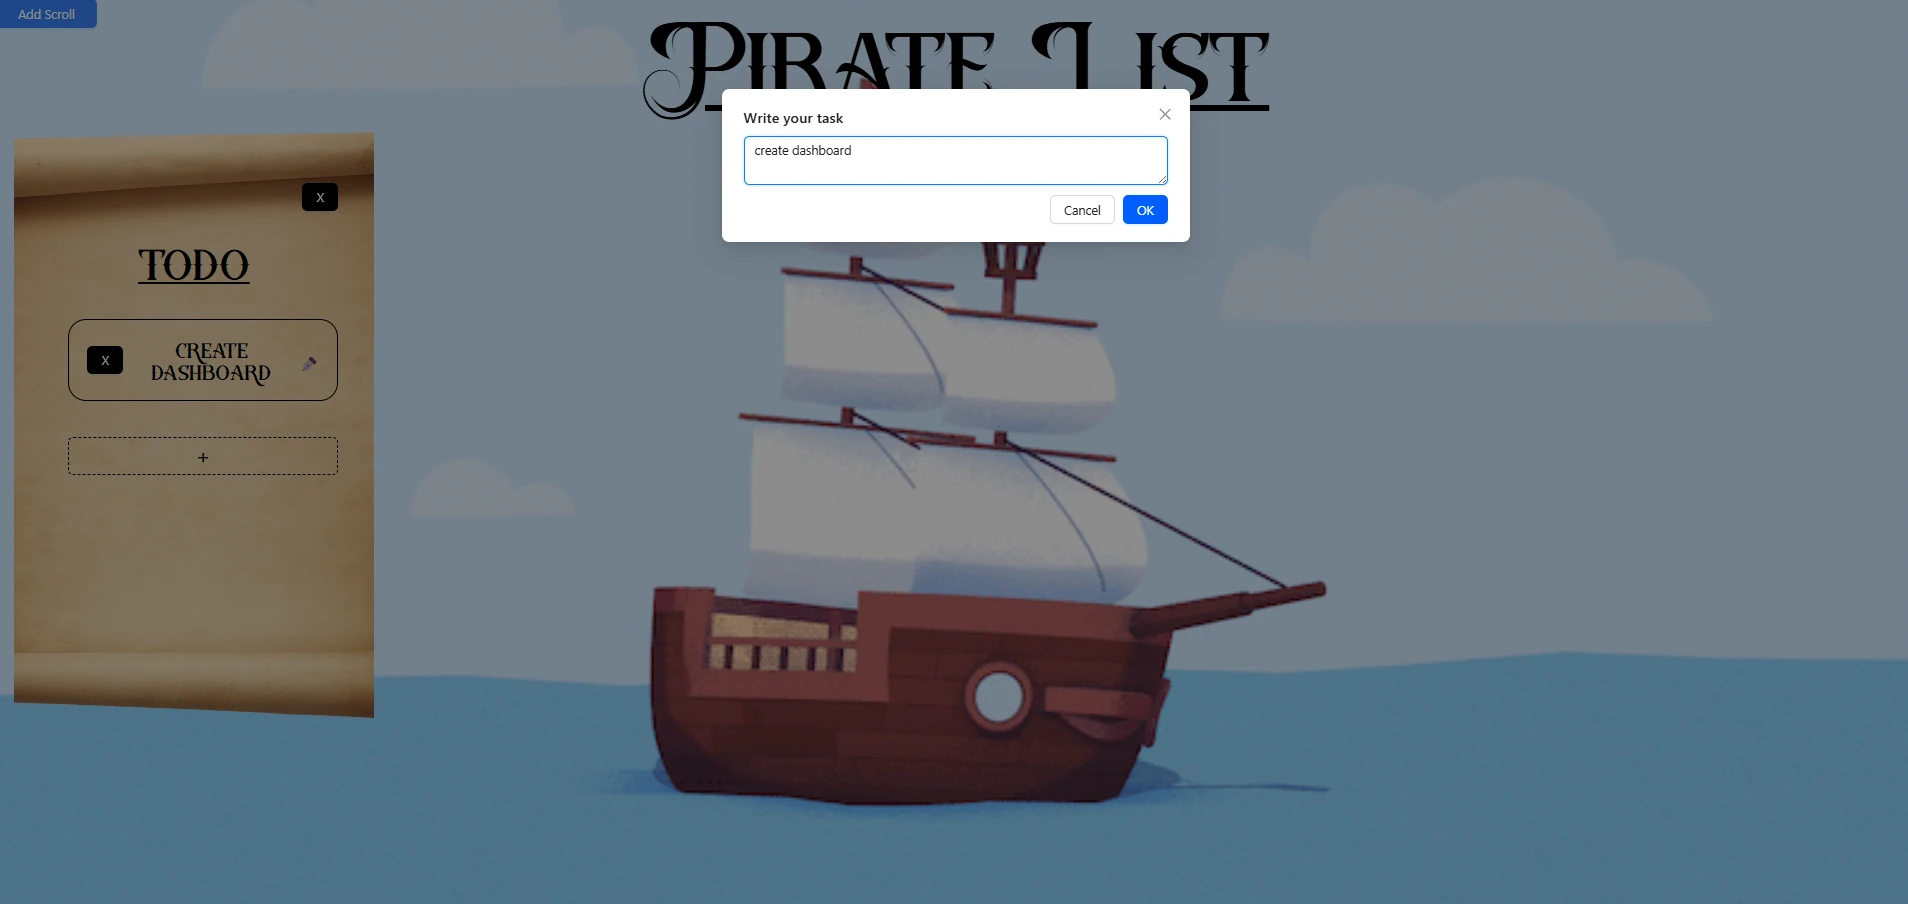 Add Scroll
Pirate List
Write your task
create dashboard
Cancel
OK
X
TODO
X
CREATE
DASHBOARD
+